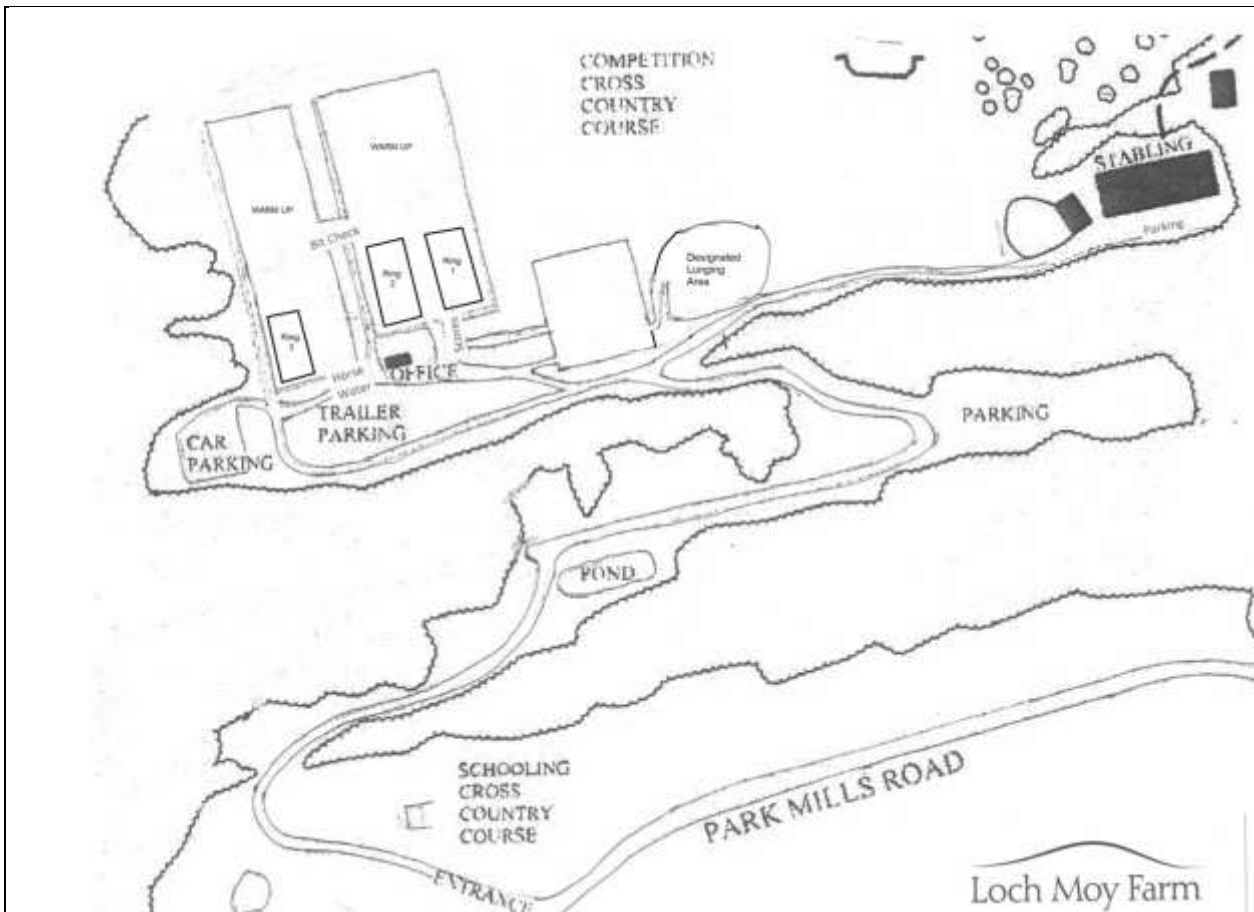 COMPETITION
CROSS
COUNTRY
COURSE
WARM UP
WARM UP
STABLING
Parking
Bit Check
Designated
Lunging
Area
Ring
2
Ring
1
Ring
3
Scores
OFFICE
Horse
Water
TRAILER
PARKING
CAR
PARKING
PARKING
POND
SCHOOLING
CROSS
COUNTRY
COURSE
PARK MILLS ROAD
ENTRANCE
Loch Moy Farm